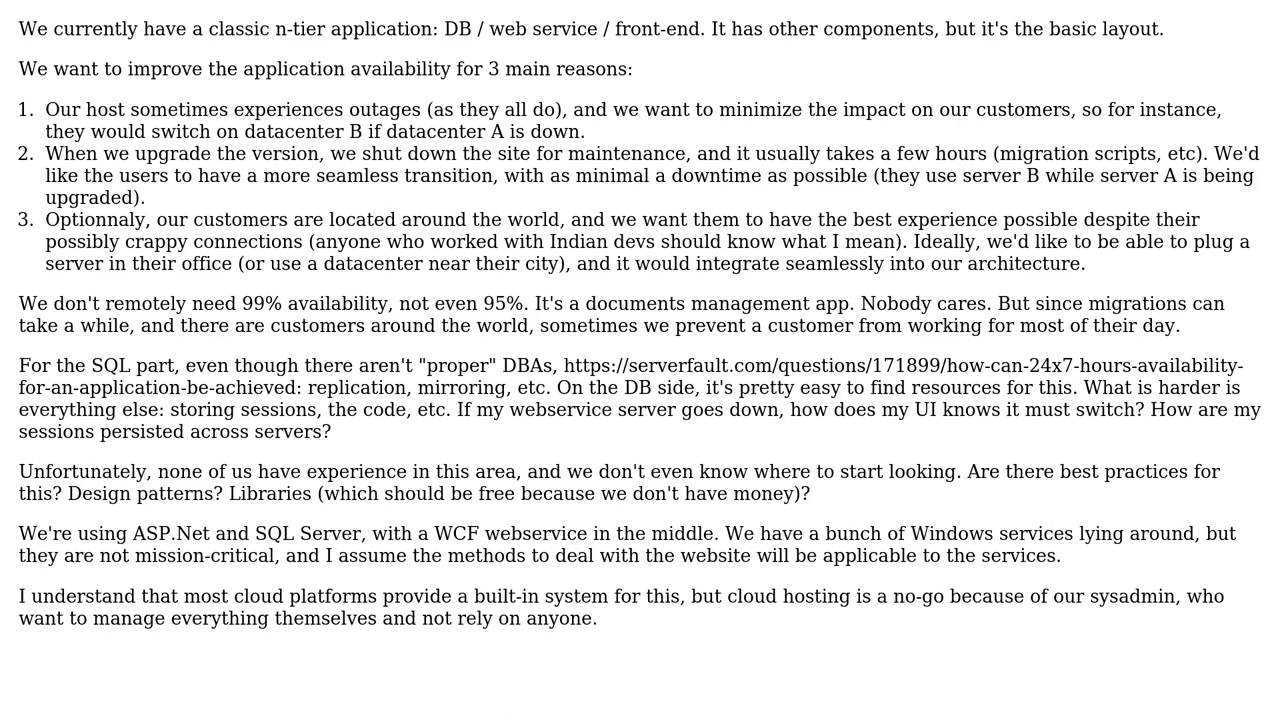 We currently have a classic n-tier application: DB / web service / front-end. It has other components, but it's the basic layout.
We want to improve the application availability for 3 main reasons:
1. Our host sometimes experiences outages (as they all do), and we want to minimize the impact on our customers, so for instance,
they would switch on datacenter B if datacenter A is down.
2. When we upgrade the version, we shut down the site for maintenance, and it usually takes a few hours (migration scripts, etc). We'd
like the users to have a more seamless transition, with as minimal a downtime as possible (they use server B while server A is being
upgraded).
3. Optionnaly, our customers are located around the world, and we want them to have the best experience possible despite their
possibly crappy connections (anyone who worked with Indian devs should know what I mean). Ideally, we'd like to be able to plug a
server in their office (or use a datacenter near their city), and it would integrate seamlessly into our architecture.
We don't remotely need 99% availability, not even 95%. It's a documents management app. Nobody cares. But since migrations can
take a while, and there are customers around the world, sometimes we prevent a customer from working for most of their day.
For the SQL part, even though there aren't "proper" DBAs, https://serverfault.com/questions/171899/how-can-24x7-hours-availability-
for-an-application-be-achieved: replication, mirroring, etc. On the DB side, it's pretty easy to find resources for this. What is harder is
everything else: storing sessions, the code, etc. If my webservice server goes down, how does my UI knows it must switch? How are my
sessions persisted across servers?
Unfortunately, none of us have experience in this area, and we don't even know where to start looking. Are there best practices for
this? Design patterns? Libraries (which should be free because we don't have money)?
We're using ASP.Net and SQL Server, with a WCF webservice in the middle. We have a bunch of Windows services lying around, but
they are not mission-critical, and I assume the methods to deal with the website will be applicable to the services.
I understand that most cloud platforms provide a built-in system for this, but cloud hosting is a no-go because of our sysadmin, who
want to manage everything themselves and not rely on anyone.